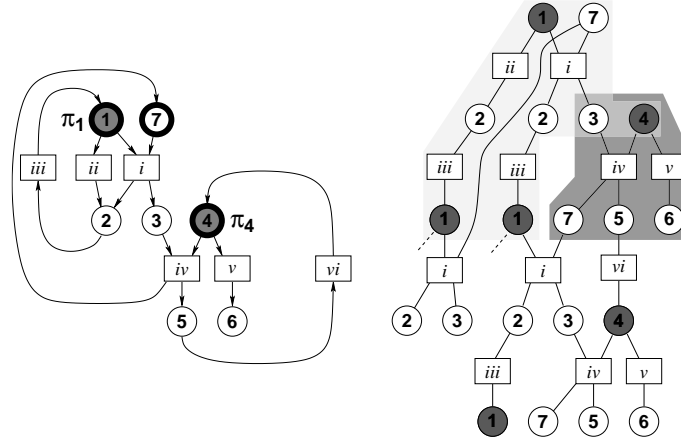 1 7
ii i
π1 1 7
2 2 3 4
iii ii i
iii iii iv v
2 3 4 π4
1 1 7 5 6
iv v vi
i i vi
5 6
2 3 2 3 4
iii iv v
1 7 5 6